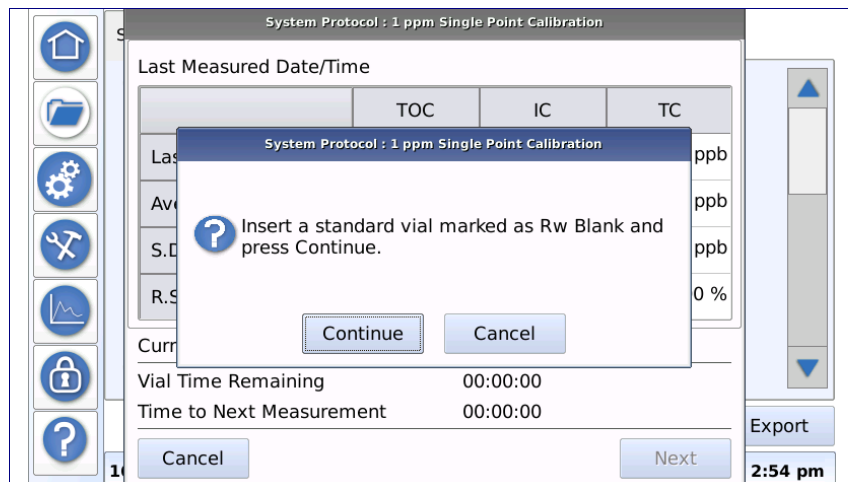 System Protocol : 1 ppm Single Point Calibration
Last Measured Date/Time
TOC IC TC
System Protocol : 1 ppm Single Point Calibration
ppb
ppb
Insert a standard vial marked as Rw Blank and
press Continue.
S.D
ppb
R.S
0 %
Continue Cancel
Vial Time Remaining 00:00:00
Time to Next Measurement 00:00:00
Export
Cancel Next
2:54 pm